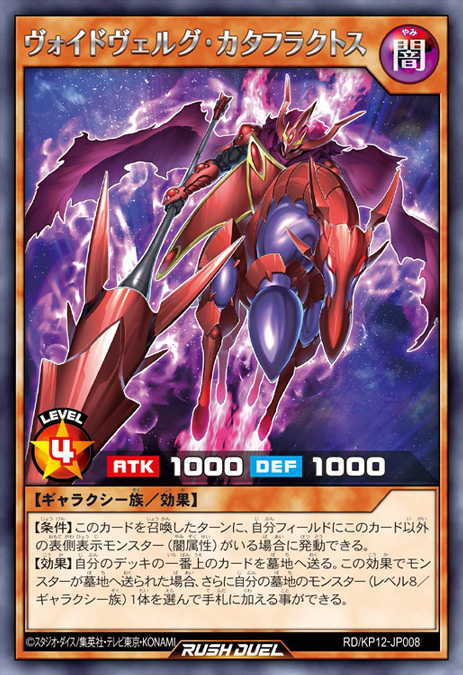 ヴォイドヴェルグ・カタフラクトス
やみ
闇
LEVEL
4
ATK 1000 DEF 1000
【ギャラクシー族／効果】
【条件】このカードを召喚したターンに、自分フィールドにこのカード以外
の表側表示モンスター（闇属性）がいる場合に発動できる。
【効果】自分のデッキの一番上のカードを墓地へ送る。この効果でモン
スターが墓地へ送られた場合、さらに自分の墓地のモンスター（レベル8／
ギャラクシー族）1体を選んで手札に加える事ができる。
©スタジオ・ダイス/集英社・テレビ東京・KONAMI
RUSH DUEL
RD/KP12-JP008